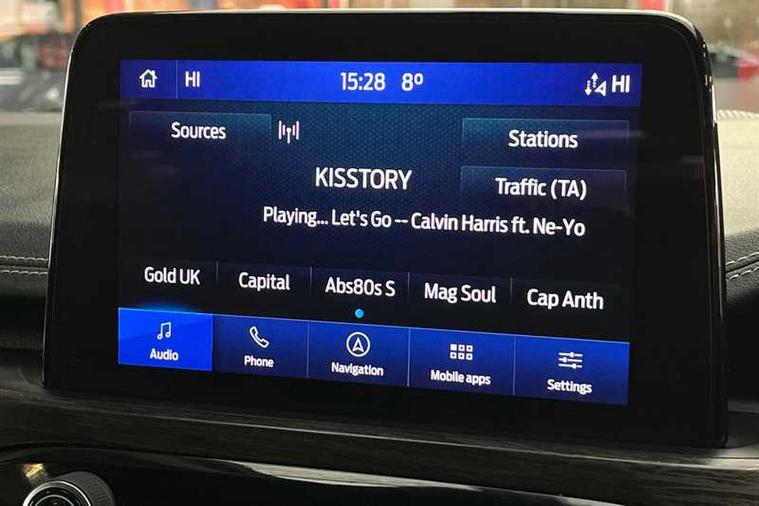 HI 15:28 8º HI
Sources Stations
KISSTORY Traffic (TA)
Playing... Let's Go -- Calvin Harris ft. Ne-Yo
Gold UK Capital Abs80s S Mag Soul Cap Anth
Audio Phone Navigation Mobile apps Settings